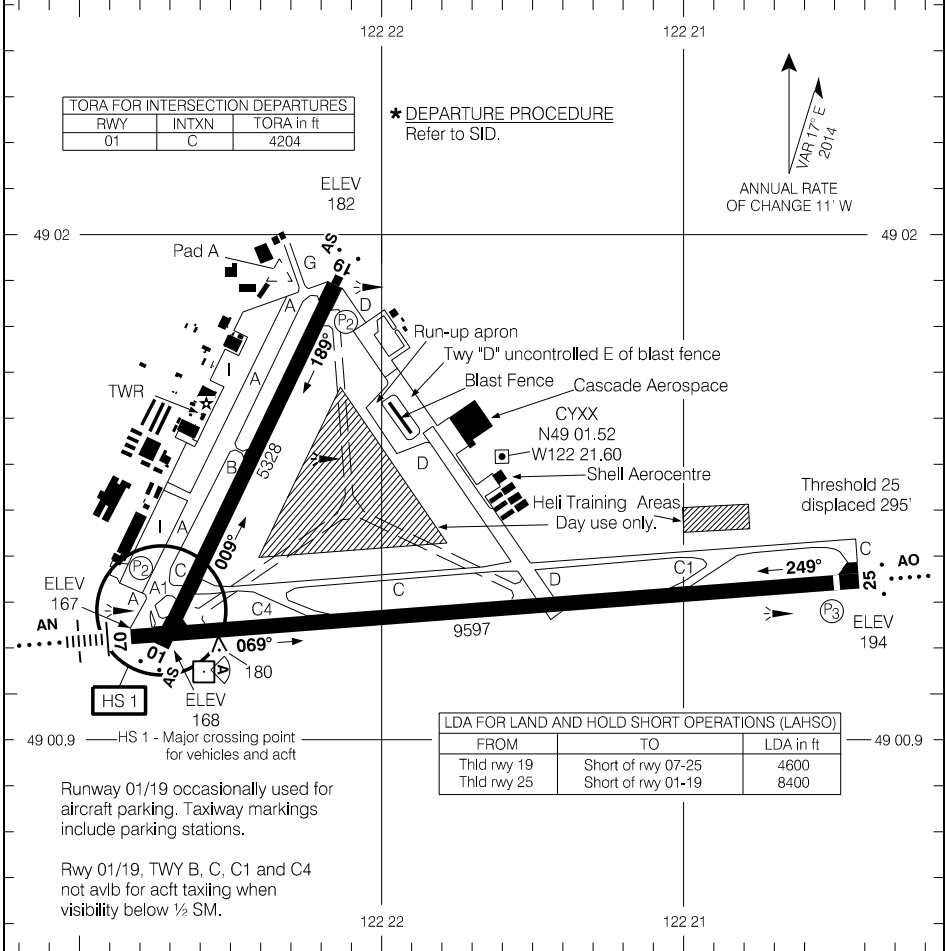 122 22
122 21
TORA FOR INTERSECTION DEPARTURES
RWY INTXN TORA in ft
01 C 4204
* DEPARTURE PROCEDURE
Refer to SID.
VAR 17° E
2014
ANNUAL RATE
OF CHANGE 11' W
ELEV
182
49 02
49 02
Pad A
G
AS
19
A
D
P2
Run-up apron
Twy "D" uncontrolled E of blast fence
189°
I
A
Blast Fence
Cascade Aerospace
TWR
CYXX
N49 01.52
W122 21.60
B
5328
D
Shell Aerocentre
Threshold 25
displaced 295'
Heli Training Areas
Day use only.
I
A
009°
P2
C
C
C1
249°
C
AO
ELEV
167
A
A1
C4
D
25
AN
07
01
069°
9597
P3
ELEV
194
AS
A
180
HS 1
ELEV
168
49 00.9
HS 1 - Major crossing point
for vehicles and acft
49 00.9
LDA FOR LAND AND HOLD SHORT OPERATIONS (LAHSO)
FROM TO LDA in ft
Thld rwy 19 Short of rwy 07-25 4600
Thld rwy 25 Short of rwy 01-19 8400
Runway 01/19 occasionally used for
aircraft parking. Taxiway markings
include parking stations.
Rwy 01/19, TWY B, C, C1 and C4
not avlb for acft taxiing when
visibility below ½ SM.
122 22
122 21